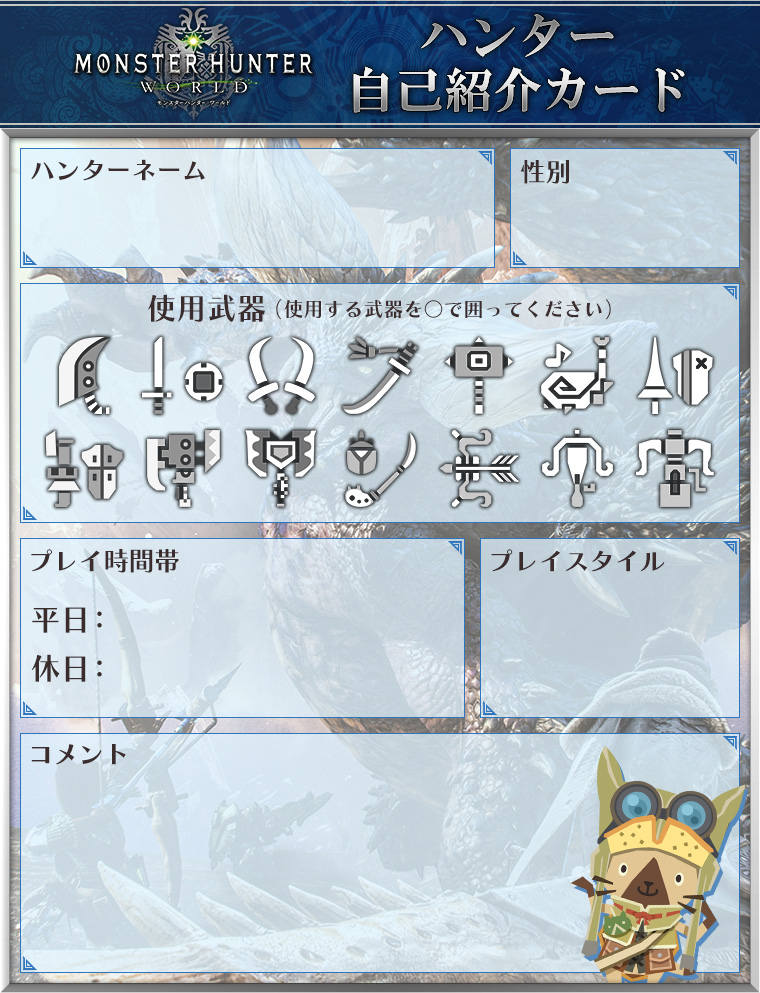 MONSTER HUNTER
WORLD
モンスターハンター:ワールド
ハンター
自己紹介カード
ハンターネーム
性別
使用武器（使用する武器を○で囲ってください）
プレイ時間帯
平日：
休日：
プレイスタイル
コメント